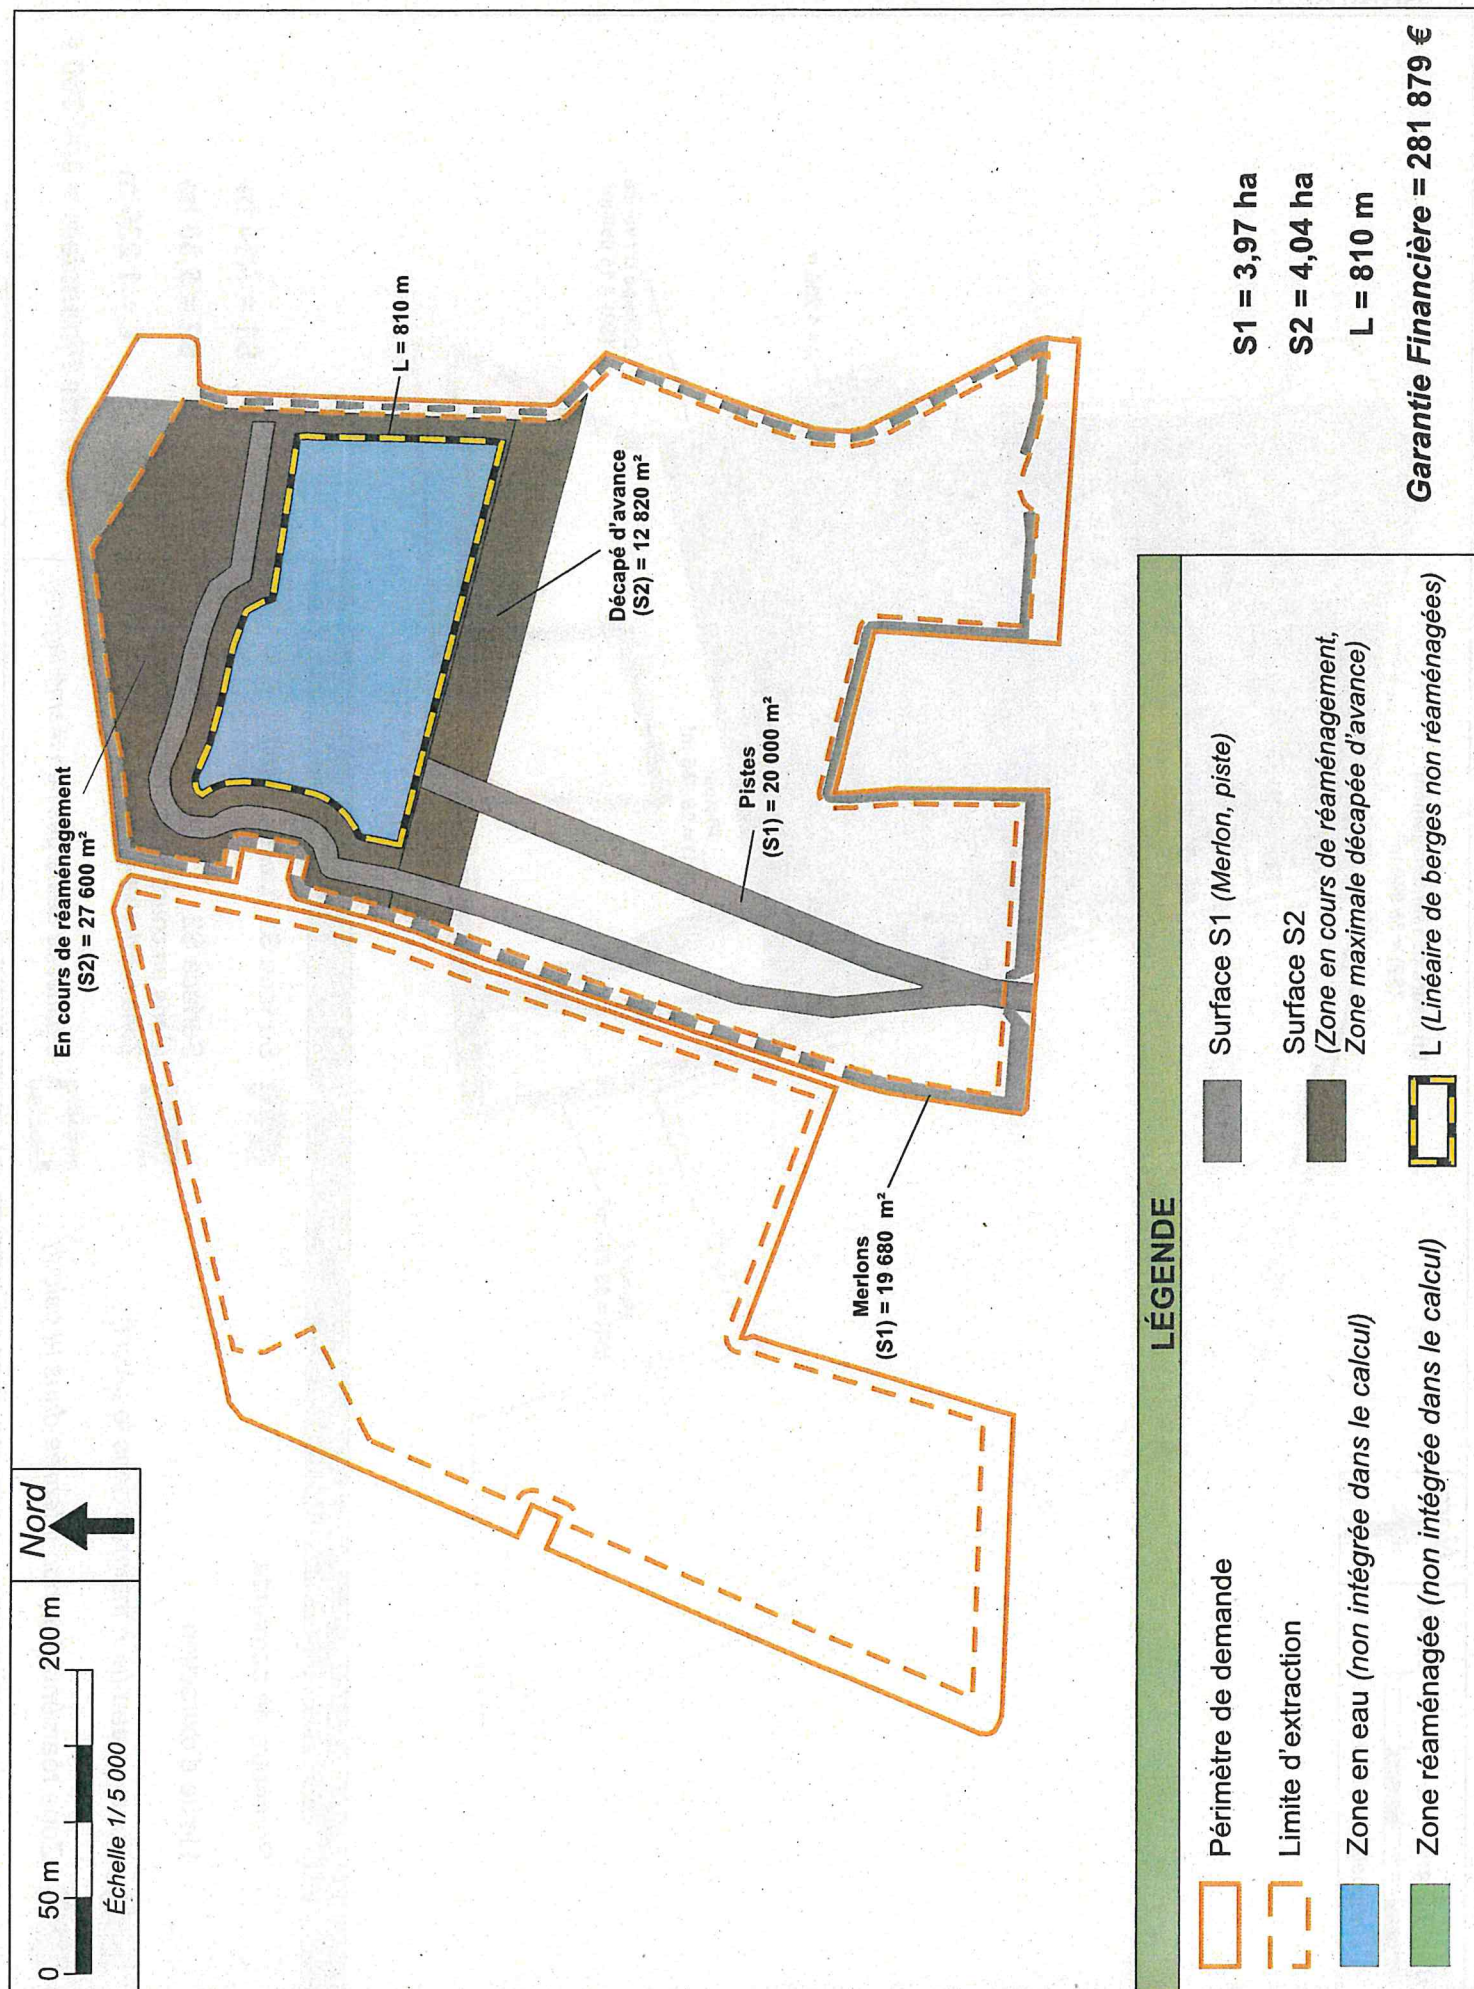 0 50 m 200 m
Échelle 1/ 5 000
Nord
En cours de réaménagement
(S2) = 27 600 m²
L = 810 m
Décapé d'avance
(S2) = 12 820 m²
Pistes
(S1) = 20 000 m²
Merlons
(S1) = 19 680 m²
S1 = 3,97 ha
S2 = 4,04 ha
L = 810 m
Garantie Financière = 281 879 €
LÉGENDE
Périmètre de demande
Limite d'extraction
Zone en eau (non intégrée dans le calcul)
Zone réaménagée (non intégrée dans le calcul)
Surface S1 (Merlon, piste)
Surface S2
(Zone en cours de réaménagement,
Zone maximale décapée d'avance)
L (Linéaire de berges non réaménagées)